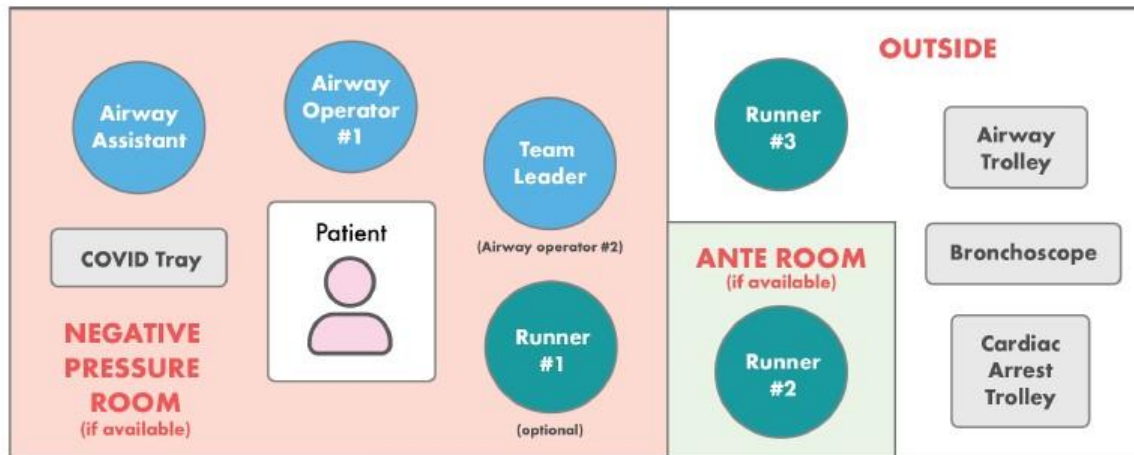 Airway
Assistant
Airway
Operator
#1
Team
Leader
(Airway operator #2)
COVID Tray
Patient
Runner
#1
(optional)
NEGATIVE
PRESSURE
ROOM
(if available)
OUTSIDE
Runner
#3
Airway
Trolley
Bronchoscope
Cardiac
Arrest
Trolley
ANTE ROOM
(if available)
Runner
#2